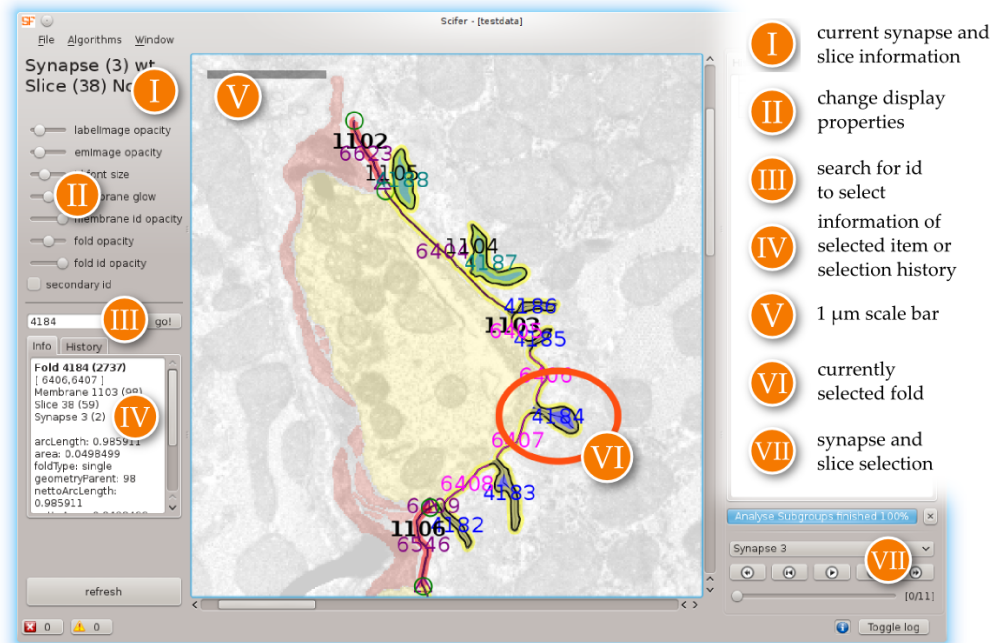 SF
Scifer - [testdata]
File Algorithms Window
Synapse (3) wt
Slice (38) No
I
labelImage opacity
emImage opacity
font size
membrane id opacity
II
fold opacity
fold id opacity
secondary id
4184
III
go!
Info
History
Fold 4184 (2737)
[ 6406,6407 ]
Membrane 1103 (98)
Slice 38 (59)
Synapse 3 (2)
IV
arcLength: 0.985911
area: 0.0498499
foldType: single
geometryParent: 98
nettoArcLength:
0.985911
refresh
0
0
V
1102
6623
1105
4188
6404
1104
4187
4186
1103
6405
4185
6406
4184
6407
VI
6408
4183
6409
4182
1106
6546
I
current synapse and
slice information
II
change display
properties
III
search for id
to select
IV
information of
selected item or
selection history
V
1 µm scale bar
VI
currently
selected fold
VII
synapse and
slice selection
Analyse Subgroups finished 100%
Synapse 3
VII
[0/11]
Toggle log